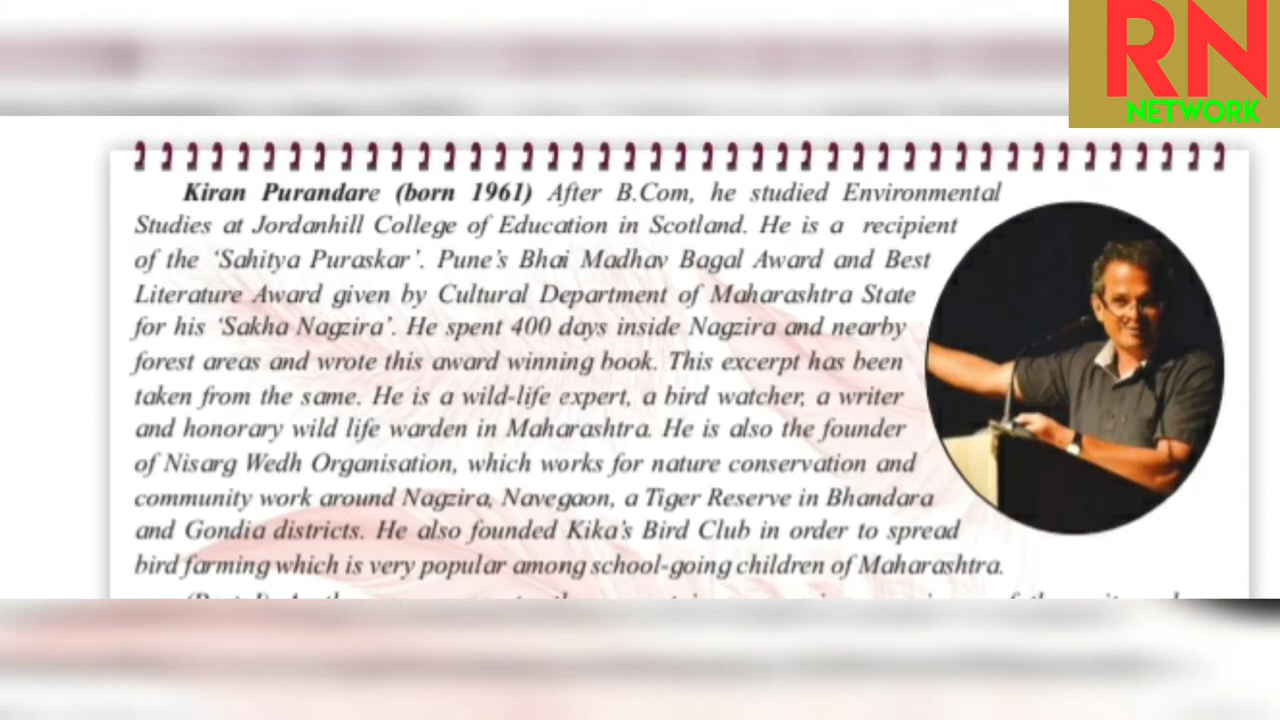 RN
NETWORK
Kiran Purandare (born 1961) After B.Com, he studied Environmental
Studies at Jordanhill College of Education in Scotland. He is a recipient
of the ‘Sahitya Puraskar’. Pune’s Bhai Madhav Bagal Award and Best
Literature Award given by Cultural Department of Maharashtra State
for his ‘Sakha Nagzira’. He spent 400 days inside Nagzira and nearby
forest areas and wrote this award winning book. This excerpt has been
taken from the same. He is a wild-life expert, a bird watcher, a writer
and honorary wild life warden in Maharashtra. He is also the founder
of Nisarg Wedh Organisation, which works for nature conservation and
community work around Nagzira, Navegaon, a Tiger Reserve in Bhandara
and Gondia districts. He also founded Kika’s Bird Club in order to spread
bird farming which is very popular among school-going children of Maharashtra.